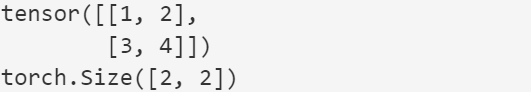 tensor([[1, 2],
        [3, 4]])
torch.Size([2, 2])